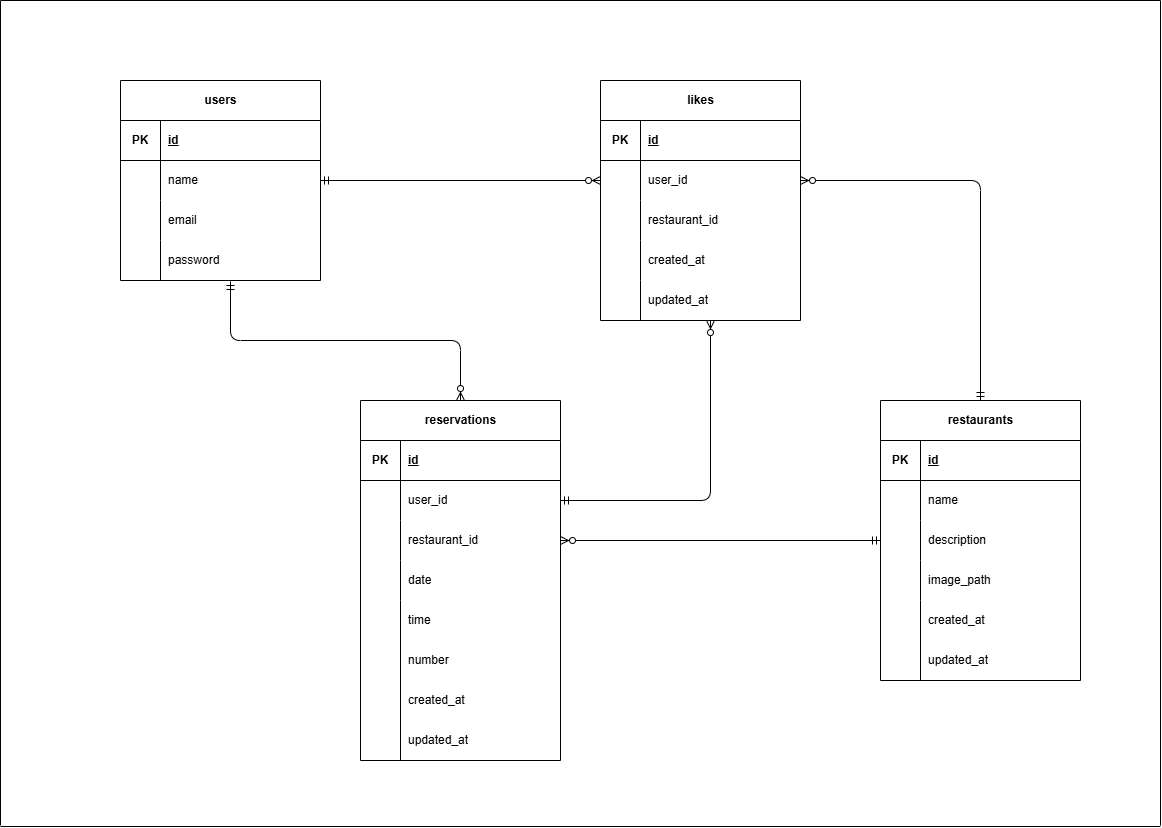 users
PK id
name
email
password
likes
PK id
user_id
restaurant_id
created_at
updated_at
reservations
PK id
user_id
restaurant_id
date
time
number
created_at
updated_at
restaurants
PK id
name
description
image_path
created_at
updated_at